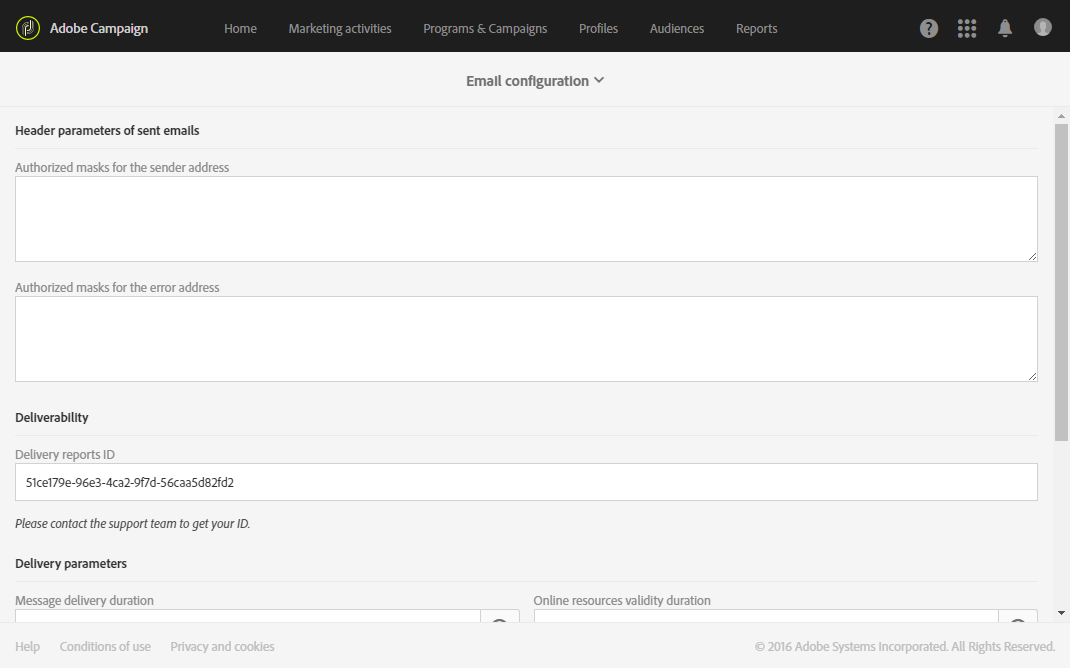 Adobe Campaign Home Marketing activities Programs & Campaigns Profiles Audiences Reports ?
Email configuration
Header parameters of sent emails
Authorized masks for the sender address
Authorized masks for the error address
Deliverability
Delivery reports ID
51ce179e-96e3-4ca2-9f7d-56caa5d82fd2
Please contact the support team to get your ID.
Delivery parameters
Message delivery duration Online resources validity duration
Help Conditions of use Privacy and cookies © 2016 Adobe Systems Incorporated. All Rights Reserved.